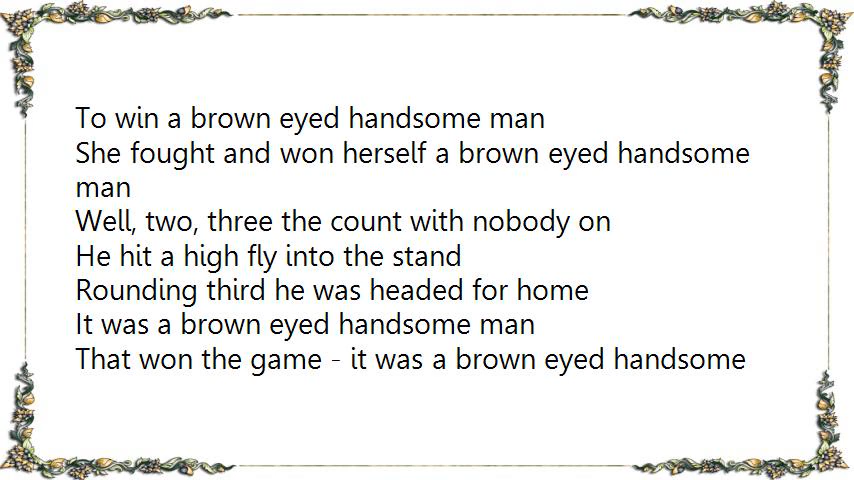 To win a brown eyed handsome man
She fought and won herself a brown eyed handsome
man
Well, two, three the count with nobody on
He hit a high fly into the stand
Rounding third he was headed for home
It was a brown eyed handsome man
That won the game - it was a brown eyed handsome